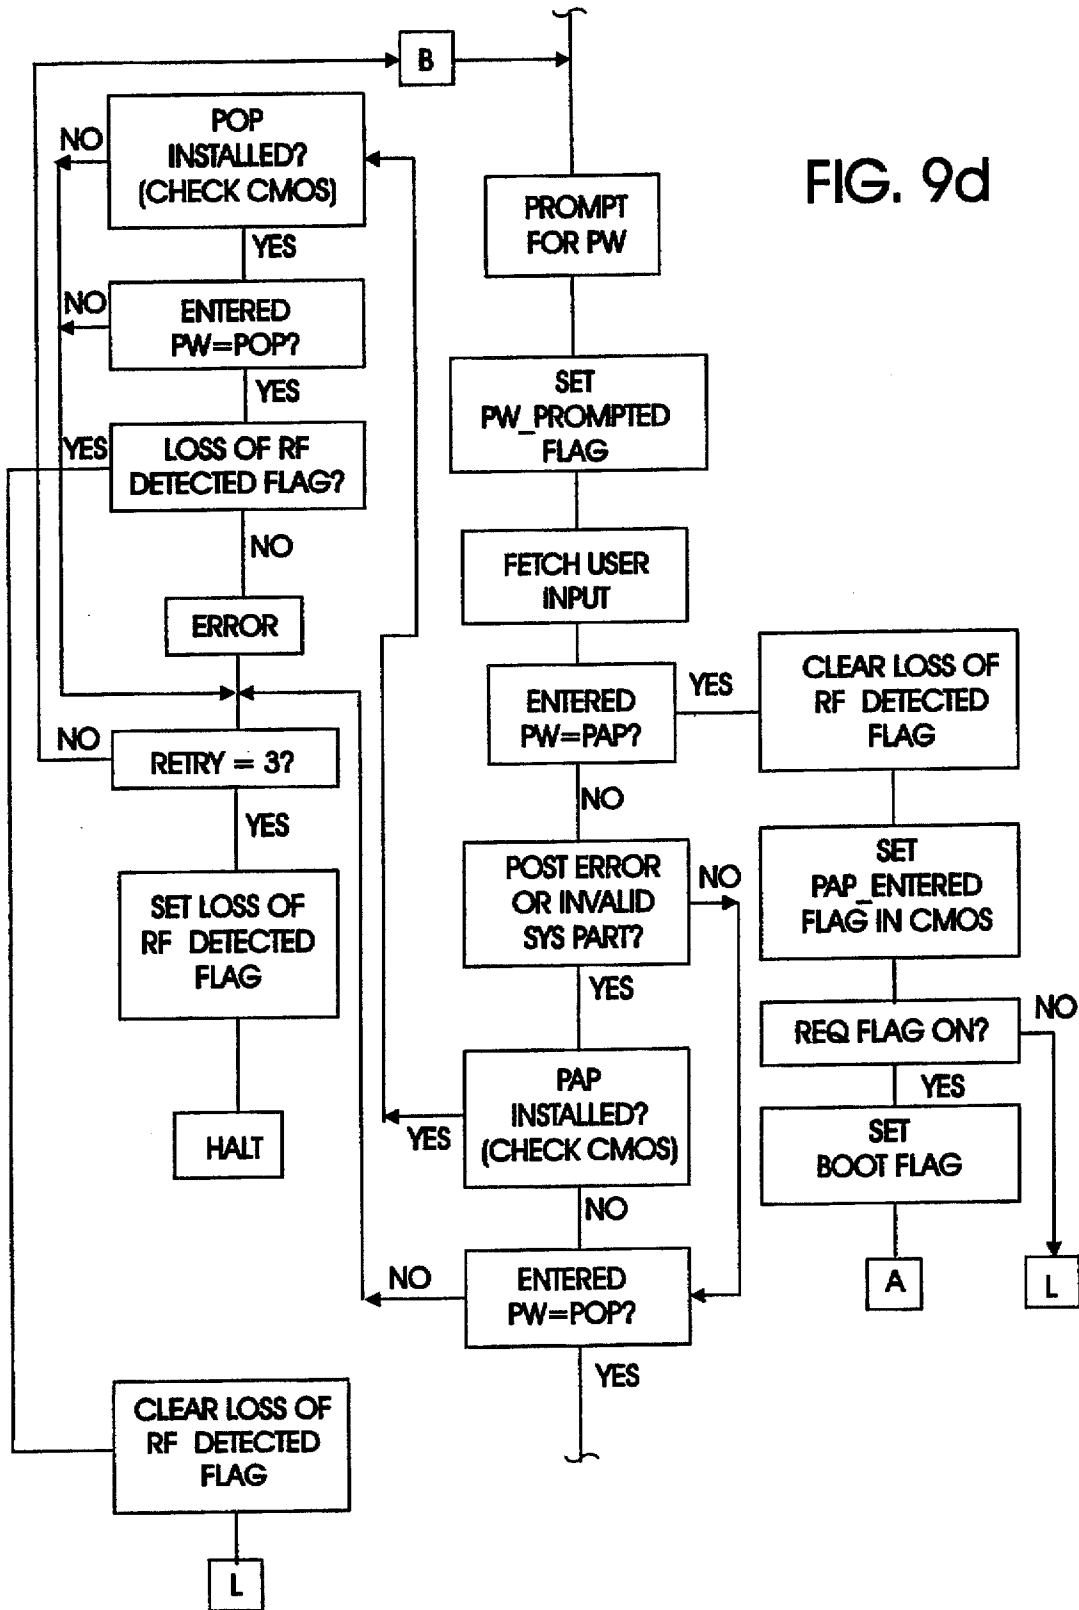 B
FIG. 9d
POP
INSTALLED?
(CHECK CMOS)
NO
YES
ENTERED
PW=POP?
NO
YES
LOSS OF RF
DETECTED FLAG?
YES
NO
ERROR
RETRY = 3?
NO
YES
SET LOSS OF
RF DETECTED
FLAG
HALT
CLEAR LOSS OF
RF DETECTED
FLAG
L
PROMPT
FOR PW
SET
PW_PROMPTED
FLAG
FETCH USER
INPUT
ENTERED
PW=PAP?
YES
NO
POST ERROR
OR INVALID
SYS PART?
NO
YES
PAP
INSTALLED?
(CHECK CMOS)
YES
NO
ENTERED
PW=POP?
NO
YES
CLEAR LOSS OF
RF DETECTED
FLAG
SET
PAP_ENTERED
FLAG IN CMOS
REQ FLAG ON?
NO
YES
SET
BOOT FLAG
A
L